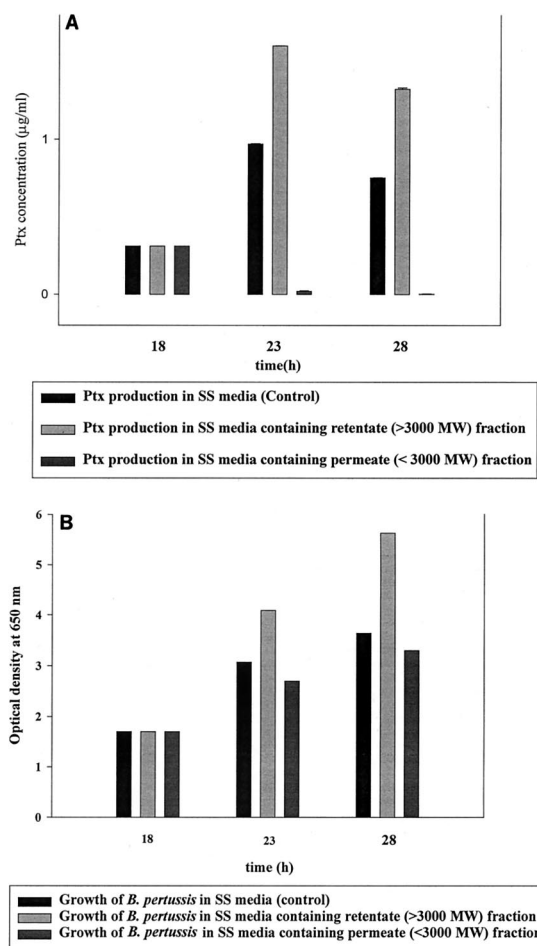 A
Ptx concentration (µg/ml)
1
0
18 23 28
time(h)
Ptx production in SS media (Control)
Ptx production in SS media containing retentate (>3000 MW) fraction
Ptx production in SS media containing permeate (< 3000 MW) fraction
B
Optical density at 650 nm
6
5
4
3
2
1
0
18 23 28
time (h)
Growth of B. pertussis in SS media (control)
Growth of B. pertussis in SS media containing retentate (>3000 MW) fraction
Growth of B. pertussis in SS media containing permeate (<3000 MW) fraction